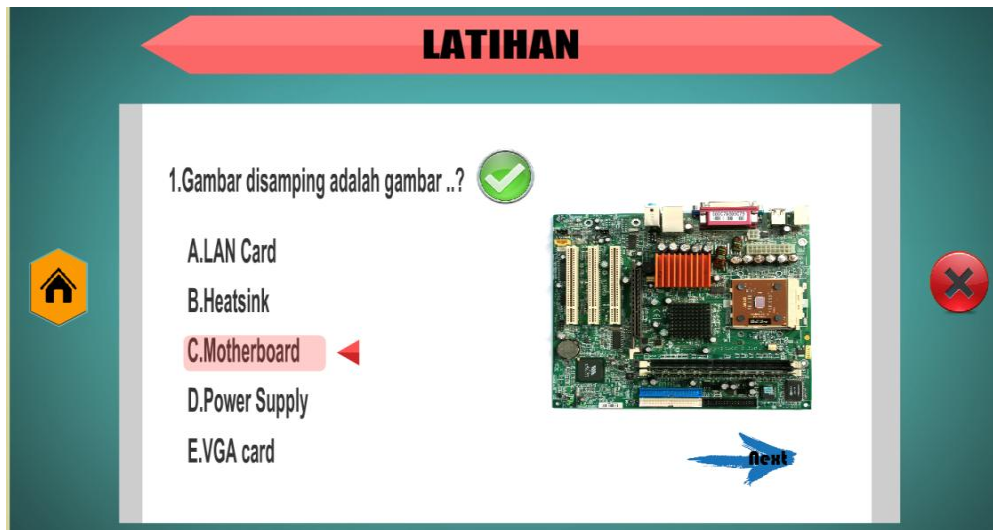 LATIHAN
1.Gambar disamping adalah gambar ..?
A.LAN Card
B.Heatsink
C.Motherboard
D.Power Supply
E.VGA card
Next